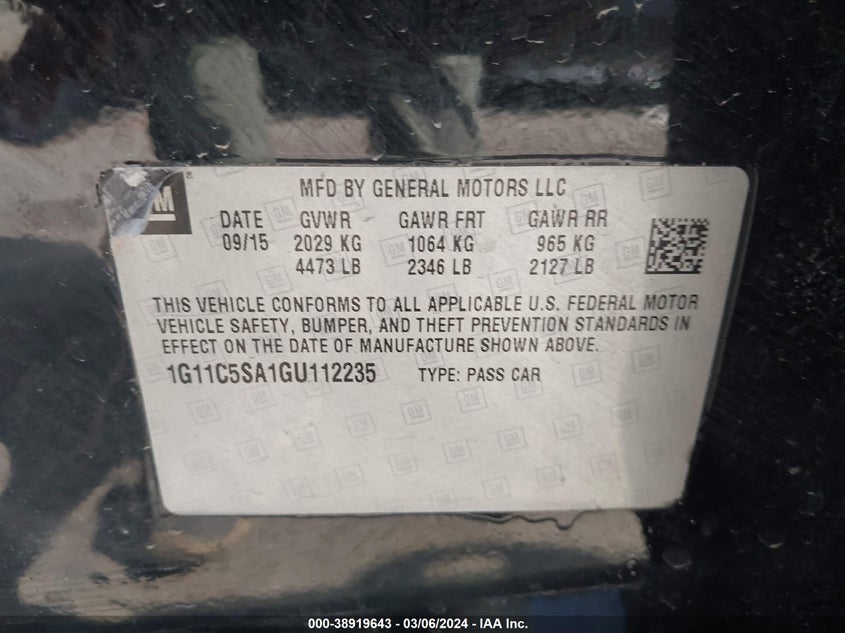 GM
MFD BY GENERAL MOTORS LLC
DATE GVWR GAWR FRT GAWR RR
09/15 2029 KG 1064 KG 965 KG
4473 LB 2346 LB 2127 LB
THIS VEHICLE CONFORMS TO ALL APPLICABLE U.S. FEDERAL MOTOR
VEHICLE SAFETY, BUMPER, AND THEFT PREVENTION STANDARDS IN
EFFECT ON THE DATE OF MANUFACTURE SHOWN ABOVE.
1G11C5SA1GU112235 TYPE: PASS CAR
000-38919643 - 03/06/2024 - IAA Inc.